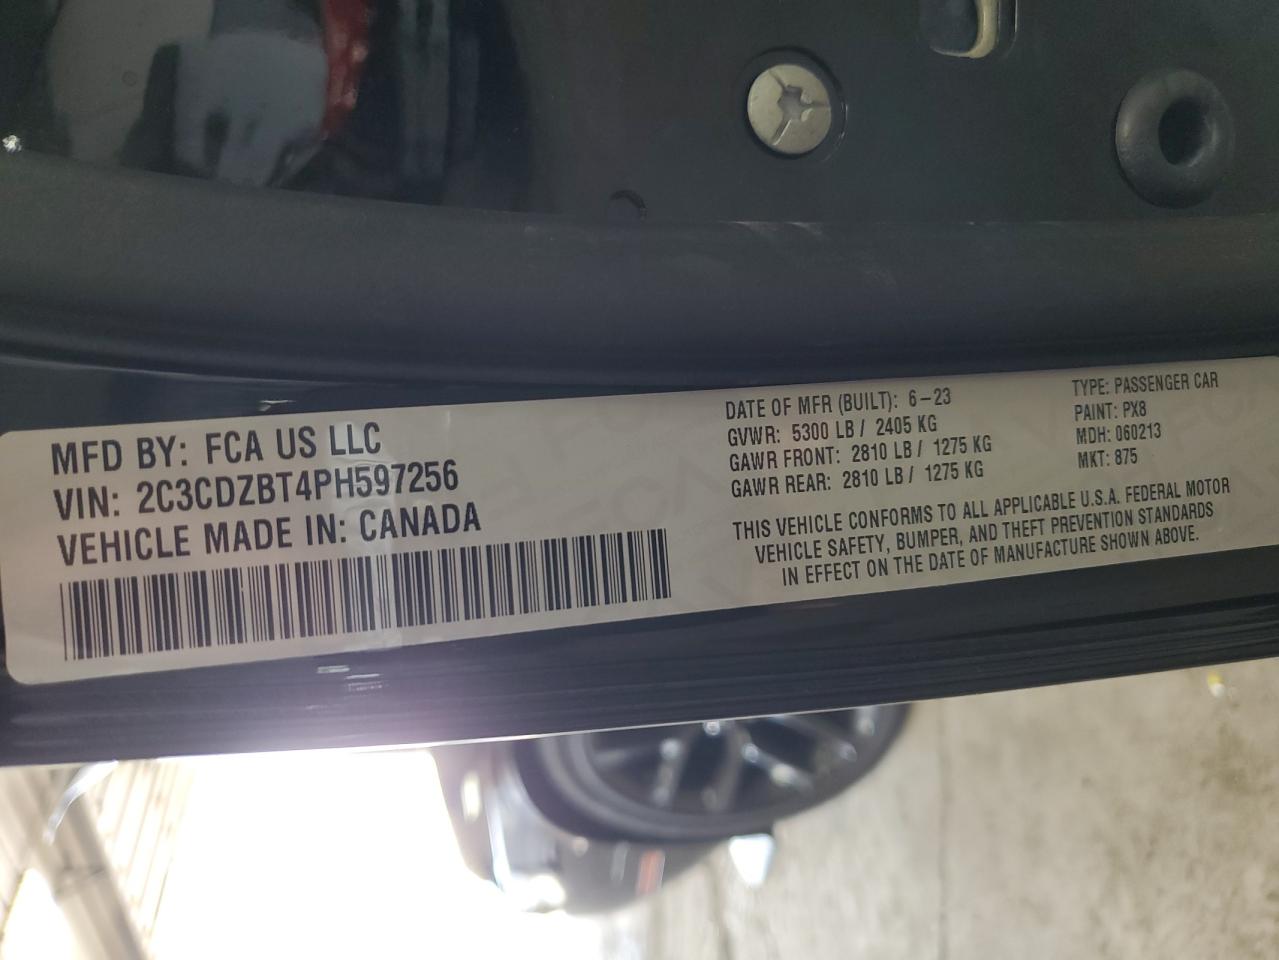 MFD BY: FCA US LLC
VIN: 2C3CDZBT4PH597256
VEHICLE MADE IN: CANADA
DATE OF MFR (BUILT): 6-23
GVWR: 5300 LB / 2405 KG
GAWR FRONT: 2810 LB / 1275 KG
GAWR REAR: 2810 LB / 1275 KG
TYPE: PASSENGER CAR
PAINT: PX8
MDH: 060213
MKT: 875
THIS VEHICLE CONFORMS TO ALL APPLICABLE U.S.A. FEDERAL MOTOR
VEHICLE SAFETY, BUMPER, AND THEFT PREVENTION STANDARDS
IN EFFECT ON THE DATE OF MANUFACTURE SHOWN ABOVE.